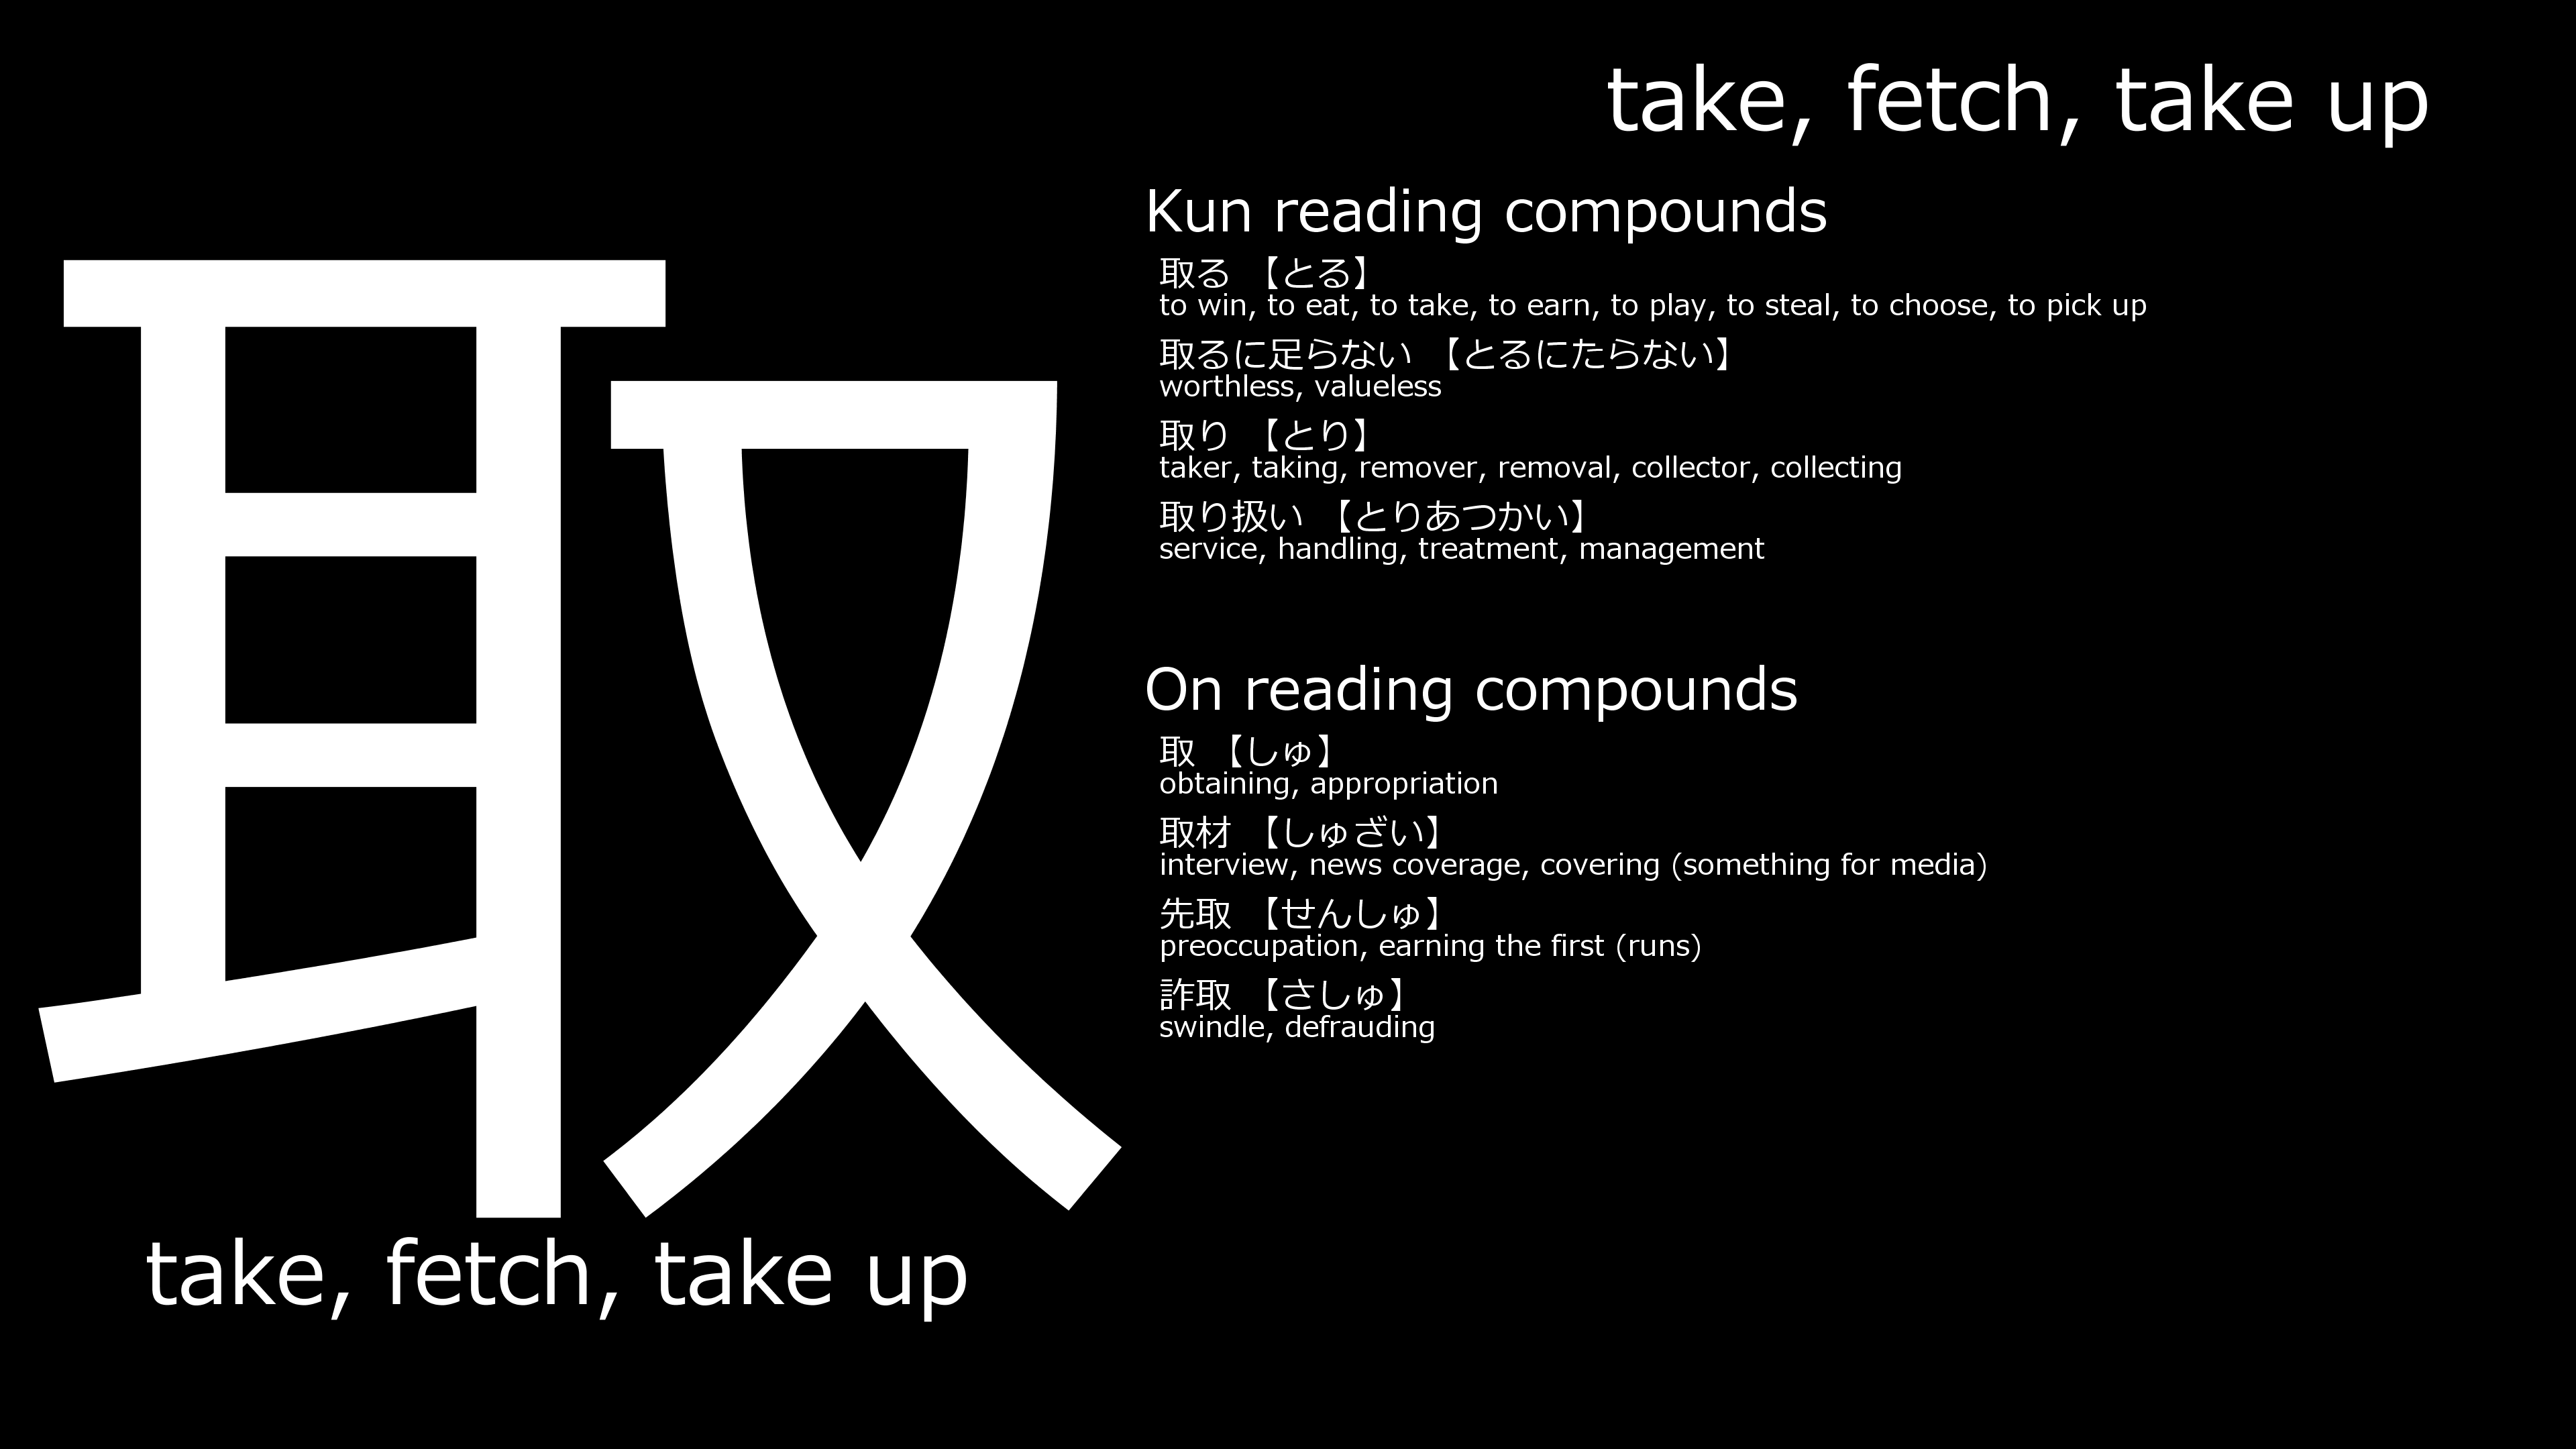 take, fetch, take up
取
take, fetch, take up
Kun reading compounds
取る 【とる】
to win, to eat, to take, to earn, to play, to steal, to choose, to pick up
取るに足らない 【とるにたらない】
worthless, valueless
取り 【とり】
taker, taking, remover, removal, collector, collecting
取り扱い 【とりあつかい】
service, handling, treatment, management
On reading compounds
取 【しゅ】
obtaining, appropriation
取材 【しゅざい】
interview, news coverage, covering (something for media)
先取 【せんしゅ】
preoccupation, earning the first (runs)
詐取 【さしゅ】
swindle, defrauding